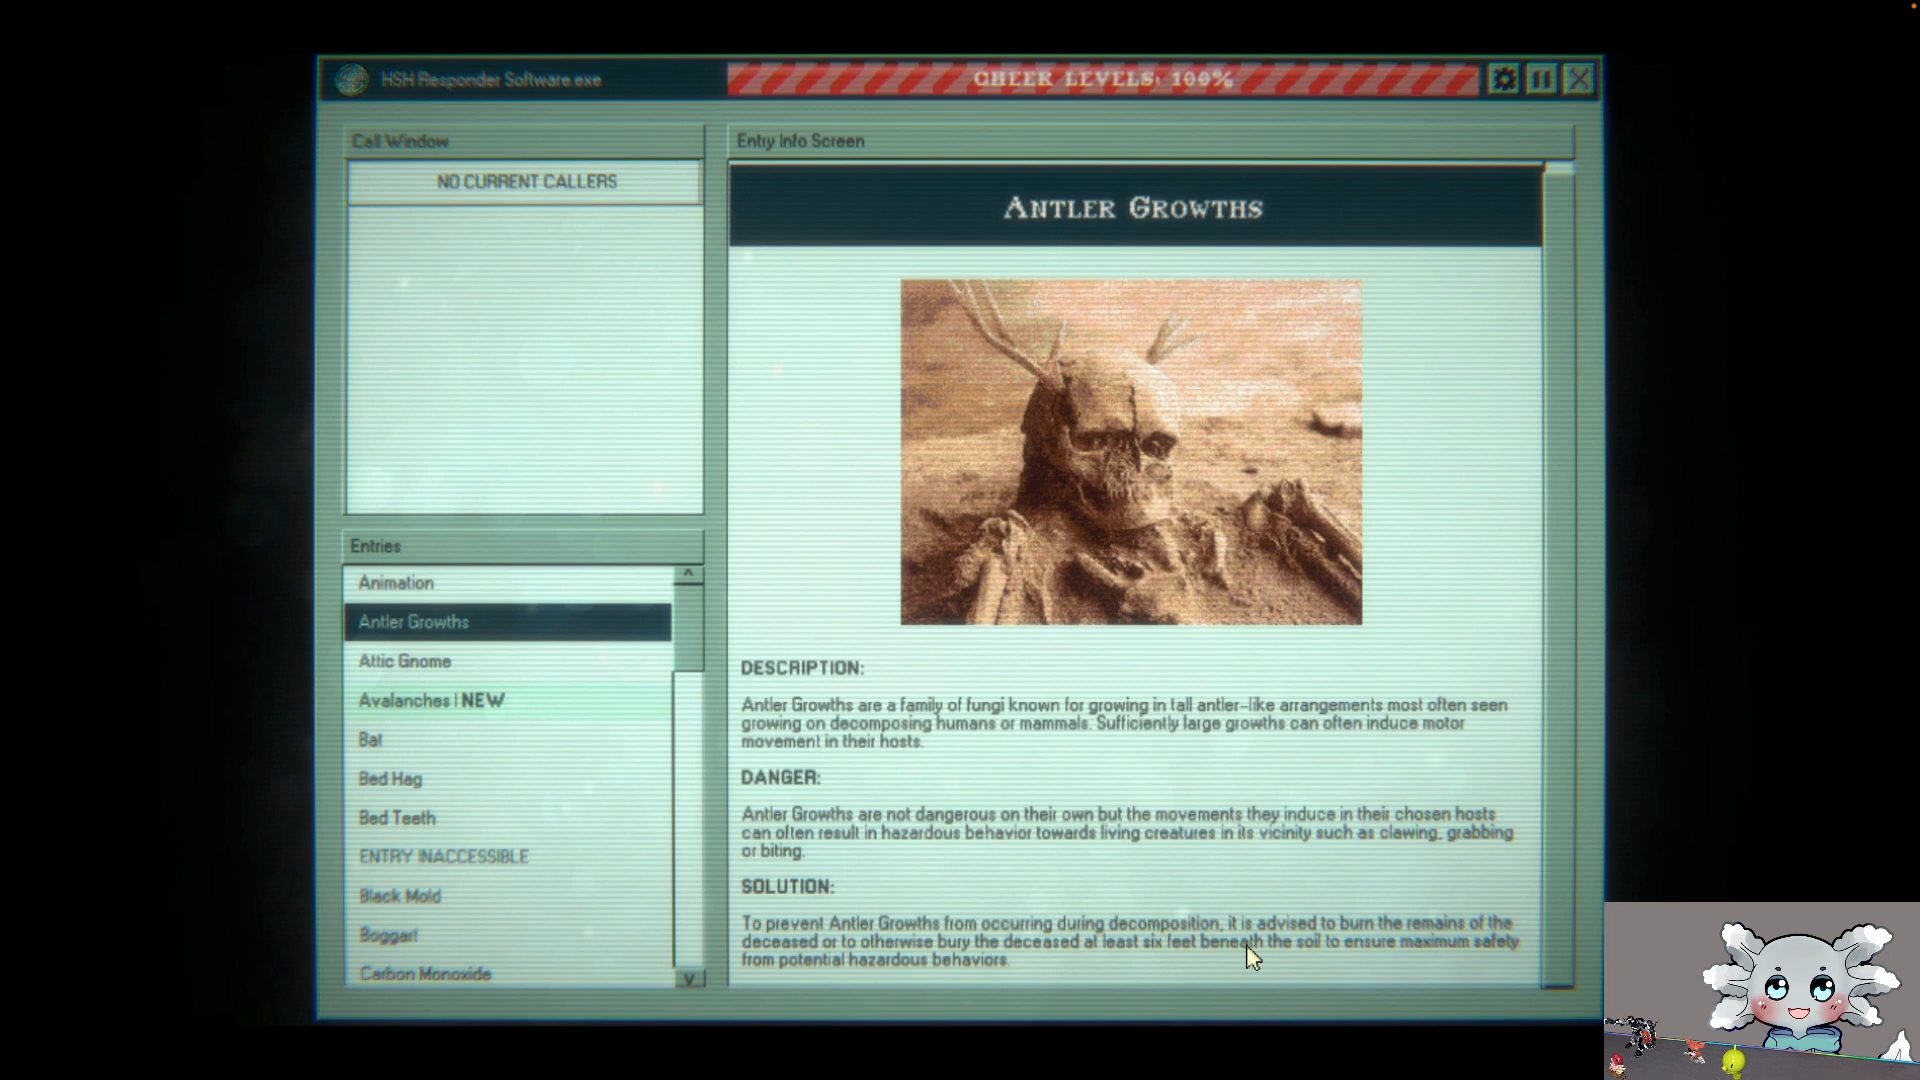 HSH Responder Software.exe
CHEER LEVELS: 100%
Call Window
NO CURRENT CALLERS
Entries
Animation
Antler Growths
Attic Gnome
Avalanches | NEW
Bat
Bed Hag
Bed Teeth
ENTRY INACCESSIBLE
Black Mold
Boggart
Carbon Monoxide
Entry Info Screen
ANTLER GROWTHS
DESCRIPTION:
Antler Growths are a family of fungi known for growing in tall antler-like arrangements most often seen
growing on decomposing humans or mammals. Sufficiently large growths can often induce motor
movement in their hosts.
DANGER:
Antler Growths are not dangerous on their own but the movements they induce in their chosen hosts
can often result in hazardous behavior towards living creatures in its vicinity such as clawing, grabbing
or biting.
SOLUTION:
To prevent Antler Growths from occurring during decomposition, it is advised to burn the remains of the
deceased or to otherwise bury the deceased at least six feet beneath the soil to ensure maximum safety
from potential hazardous behaviors.